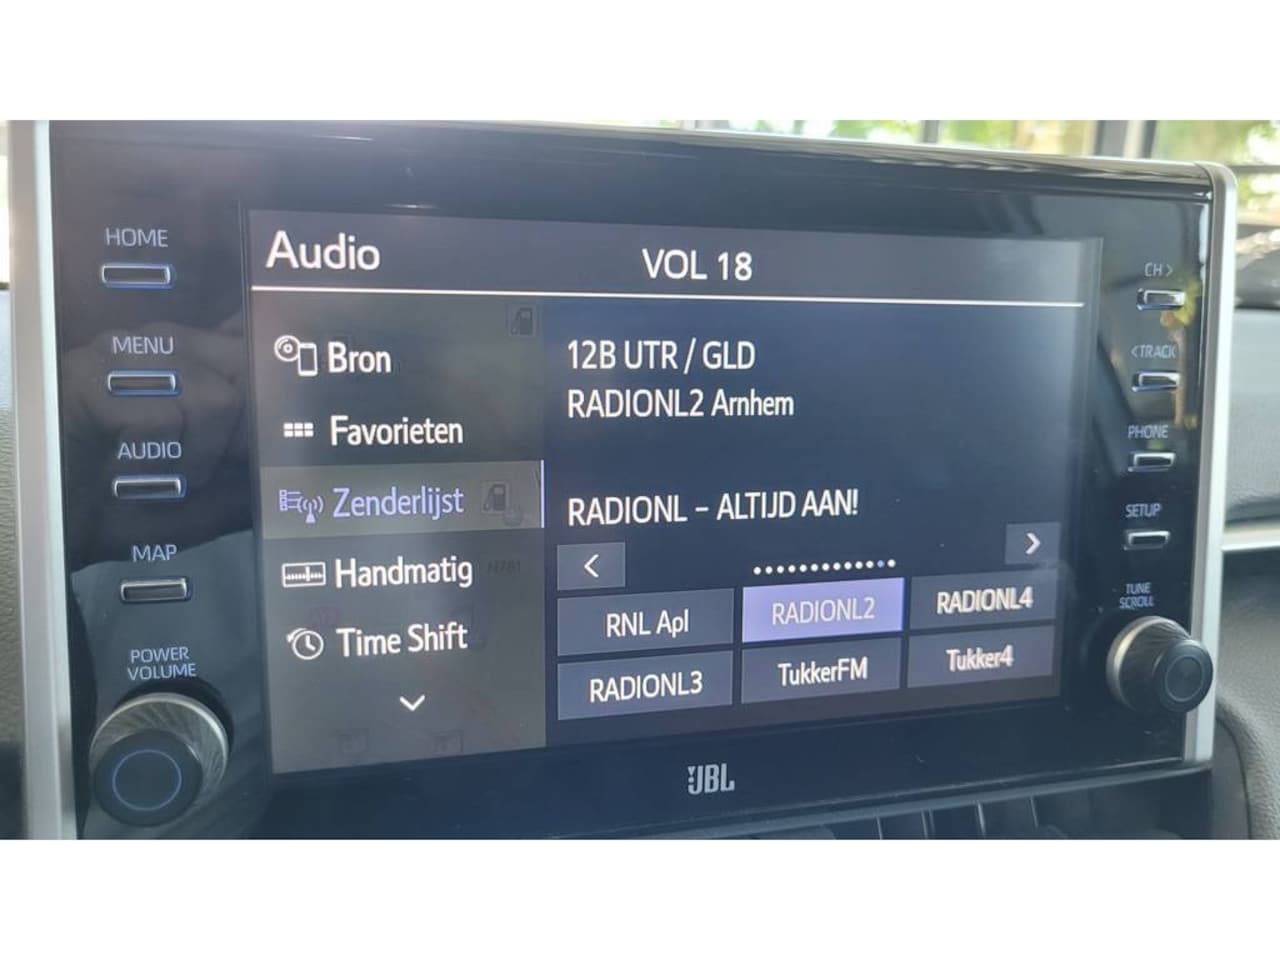 HOME
MENU
AUDIO
MAP
POWER
VOLUME
Audio
VOL 18
Bron
Favorieten
Zenderlijst
Handmatig
Time Shift
12B UTR / GLD
RADIONL2 Arnhem
RADIONL – ALTIJD AAN!
<
>
RNL Apl
RADIONL2
RADIONL4
RADIONL3
TukkerFM
Tukker4
JBL
CH >
< TRACK
PHONE
SETUP
TUNE
SCROLL